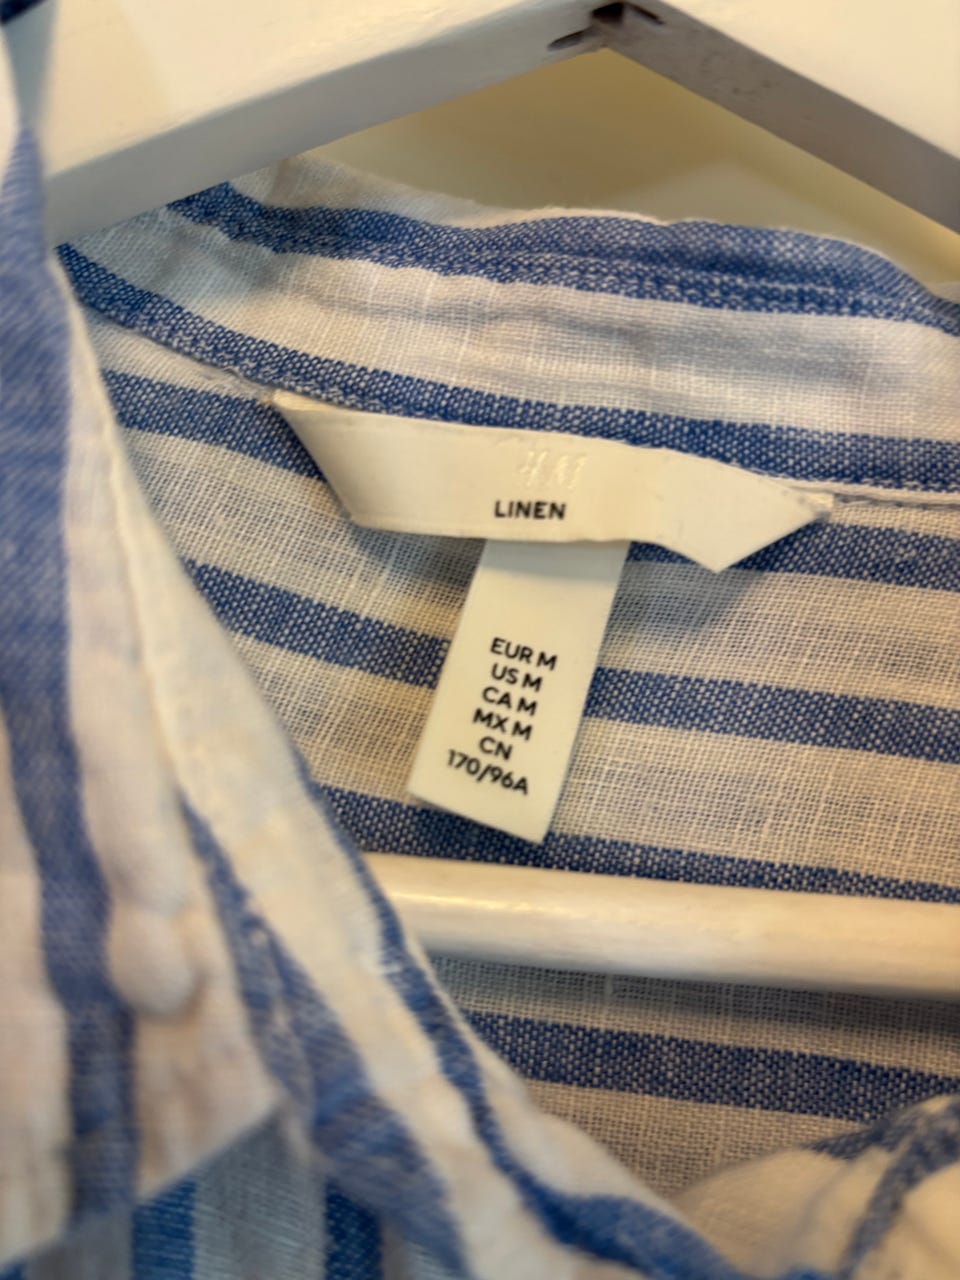 H&M
LINEN
EUR M
US M
CA M
MX M
CN
170/96A